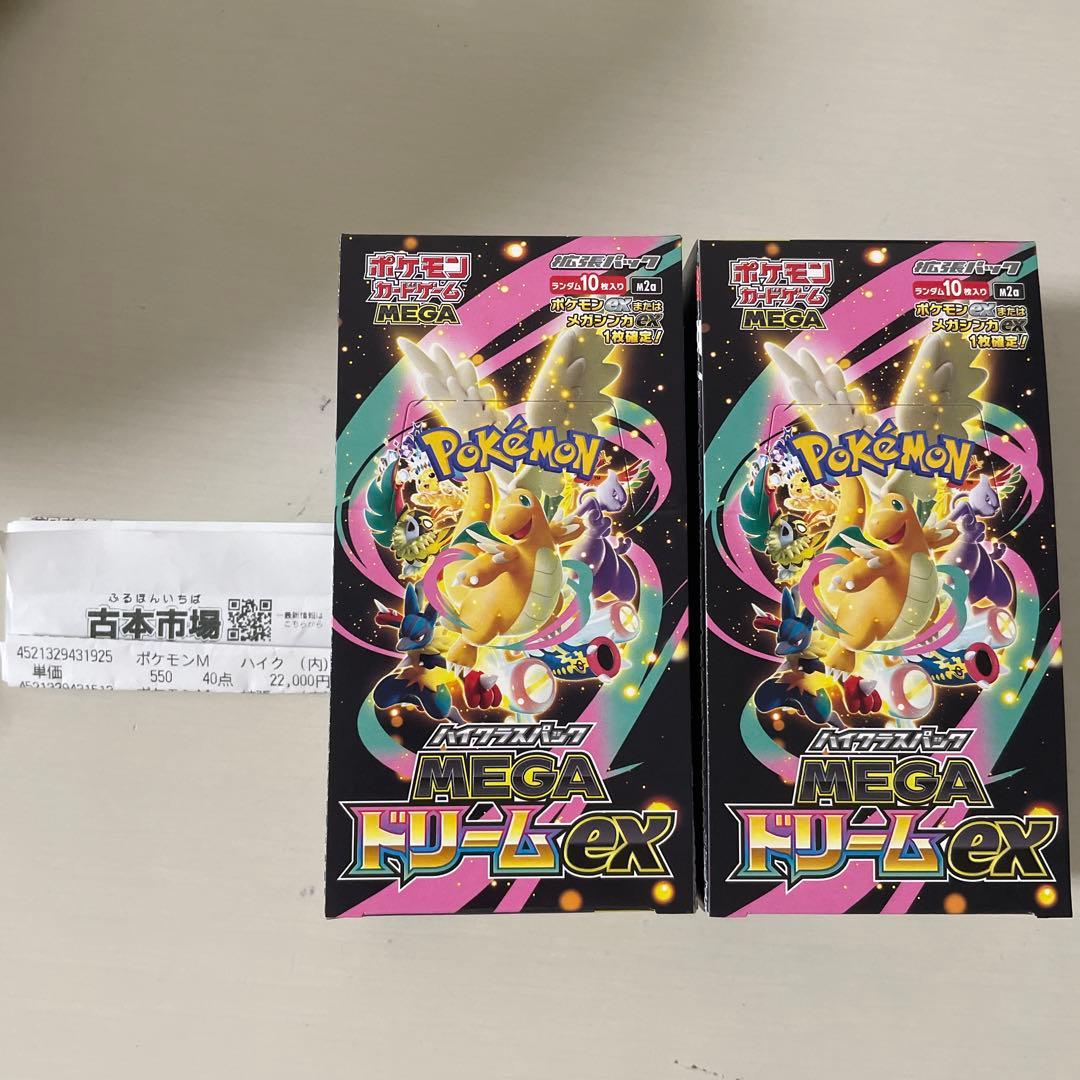 ふるほんいちば
古本市場
最新情報は
こちらから
4521329431925 ポケモンM ハイク (内)
単価 550 40点 22,000円
ポケモン
カードゲーム
MEGA
拡張パック
ランダム10枚入り M2a
ポケモンexまたは
メガシンカex
1枚確定!
POKéMON
ハイクラスパック
MEGA
ドリームex
ポケモン
カードゲーム
MEGA
拡張パック
ランダム10枚入り M2a
ポケモンexまたは
メガシンカex
1枚確定!
POKéMON
ハイクラスパック
MEGA
ドリームex